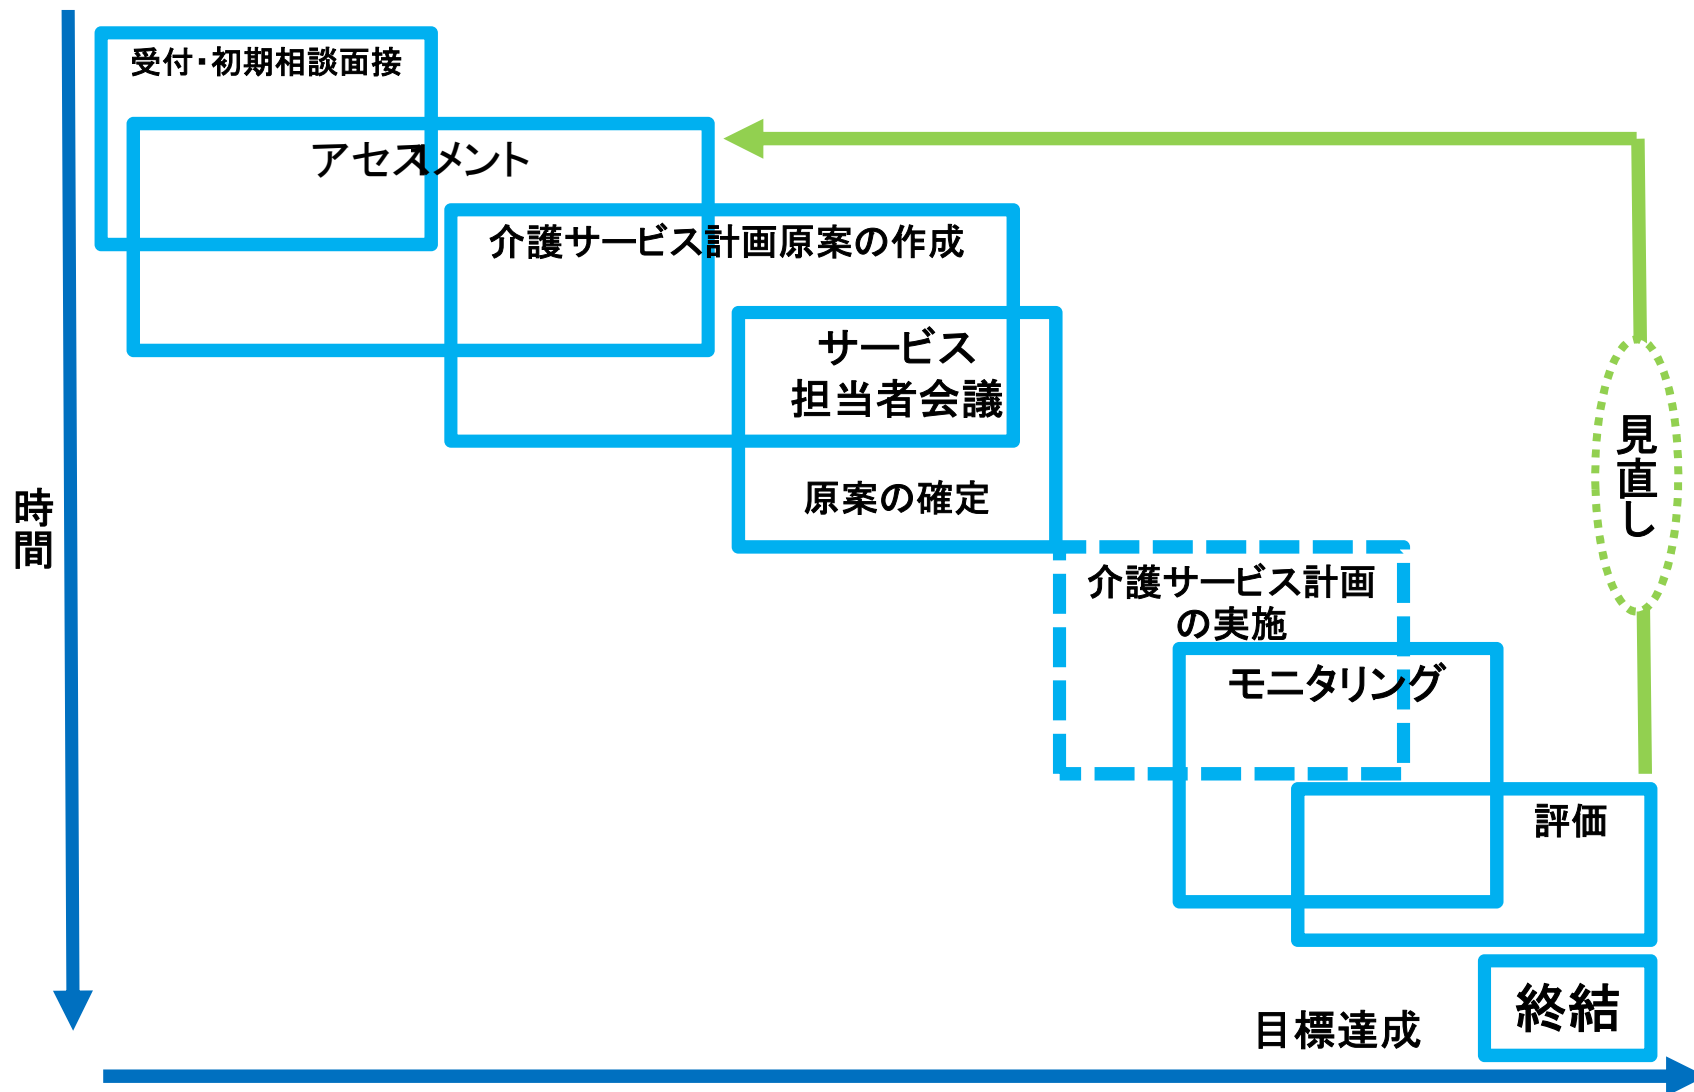 受付・初期相談面接
アセスメント
介護サービス計画原案の作成
サービス
担当者会議
原案の確定
介護サービス計画
の実施
モニタリング
評価
終結
目標達成
時間
見直し